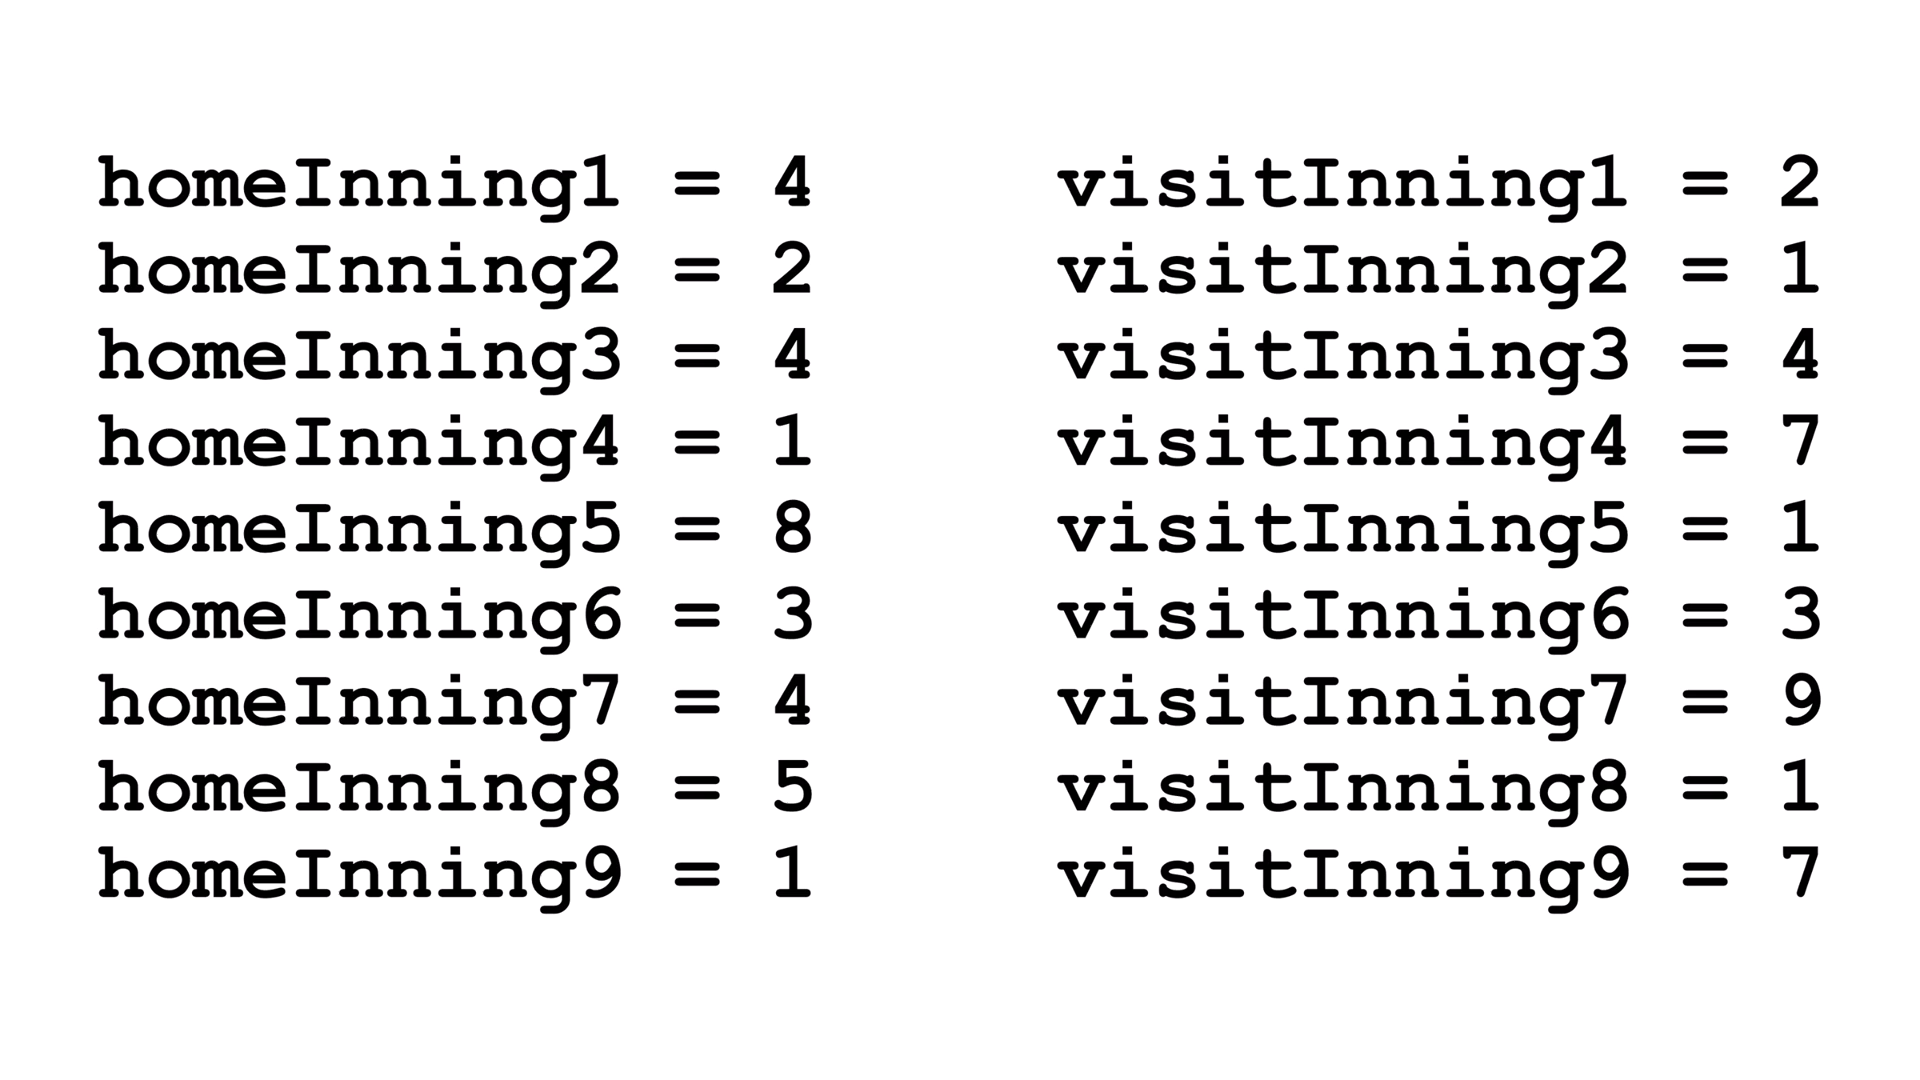 homeInning1 = 4
homeInning2 = 2
homeInning3 = 4
homeInning4 = 1
homeInning5 = 8
homeInning6 = 3
homeInning7 = 4
homeInning8 = 5
homeInning9 = 1
visitInning1 = 2
visitInning2 = 1
visitInning3 = 4
visitInning4 = 7
visitInning5 = 1
visitInning6 = 3
visitInning7 = 9
visitInning8 = 1
visitInning9 = 7